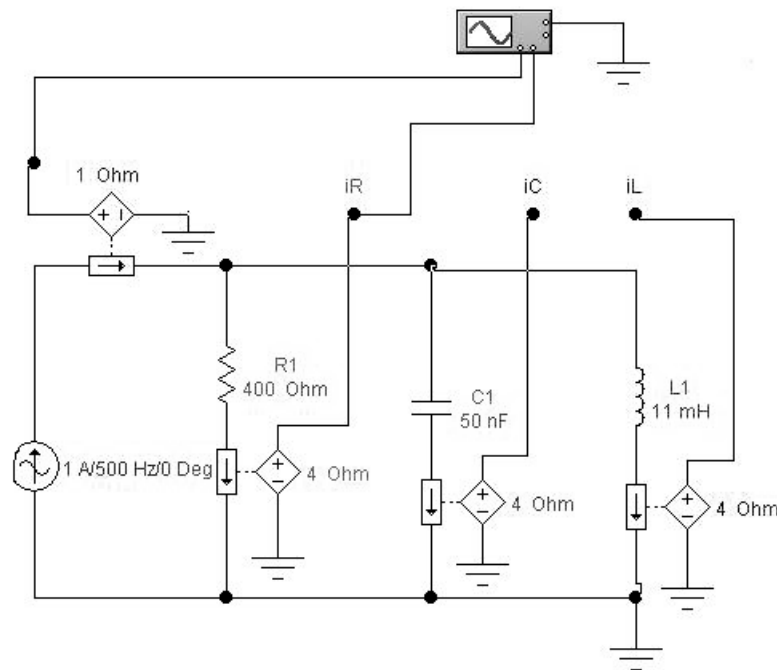 1 Ohm
iR
iC
iL
R1
400 Ohm
C1
50 nF
L1
11 mH
1 A/500 Hz/0 Deg
4 Ohm
4 Ohm
4 Ohm